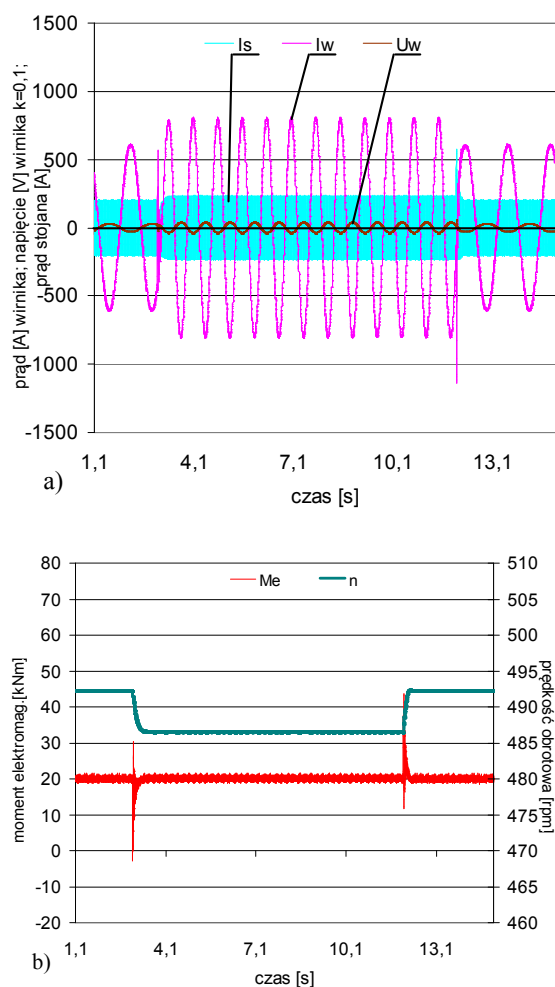 Is Iw Uw
1500
1000
500
0
-500
-1000
-1500
prąd [A] wirnika; napięcie [V] wirnika k=0,1;
prąd stojana [A]
1,1 4,1 7,1 10,1 13,1
czas [s]
a)
Me n
80
70
60
50
40
30
20
10
0
-10
-20
moment elektromag.[kNm]
510
505
500
495
490
485
480
475
470
465
460
prędkość obrotowa [rpm]
1,1 4,1 7,1 10,1 13,1
czas [s]
b)